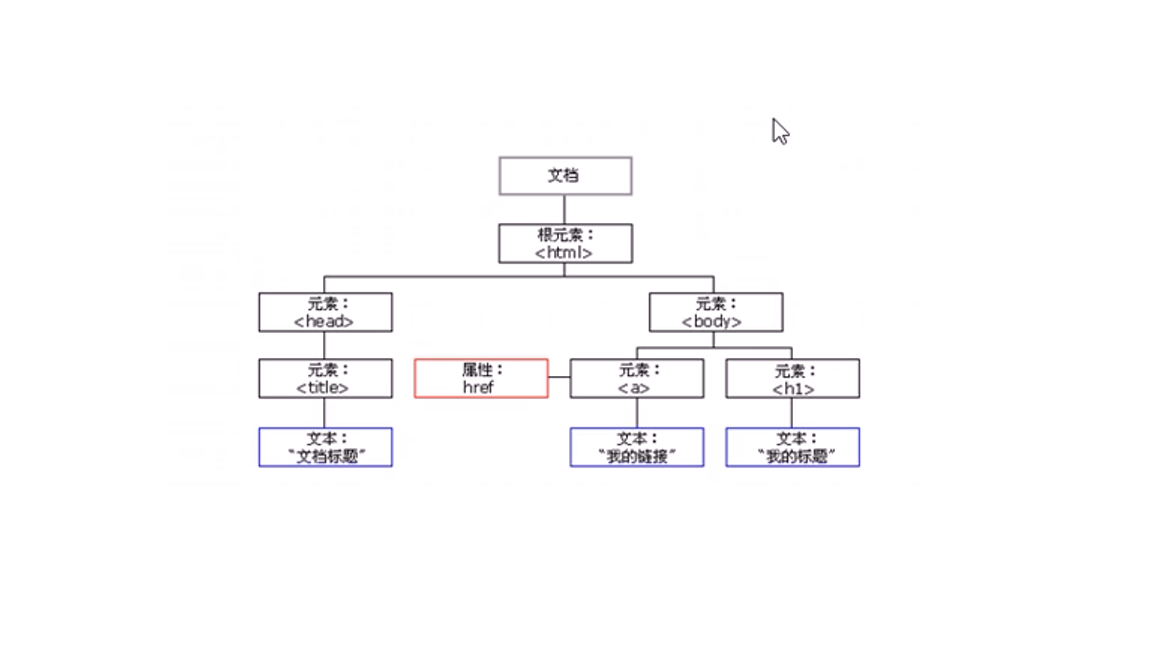 文档
根元素：
<html>
元素：
<head>
元素：
<body>
元素：
<title>
属性：
href
元素：
<a>
元素：
<h1>
文本：
“文档标题”
文本：
“我的链接”
文本：
“我的标题”